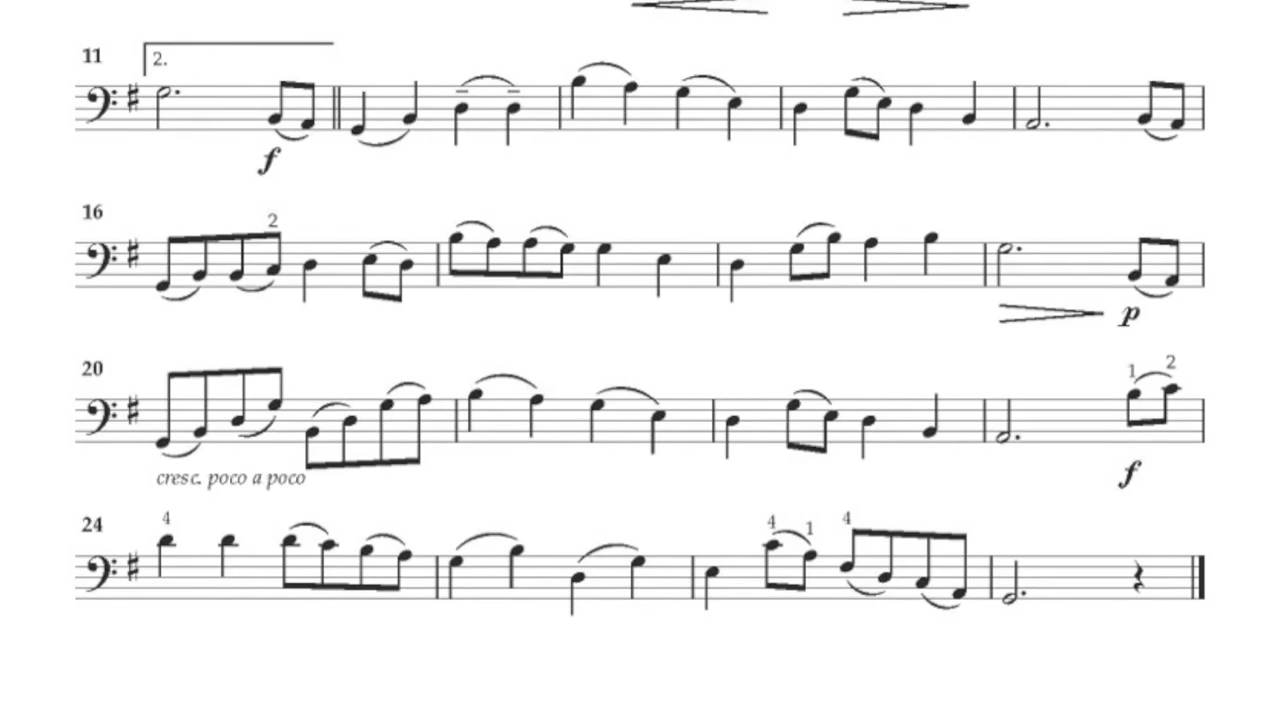 11 2.
f
16 2
p
20 1 2
cresc. poco a poco f
24 4 4 1 4